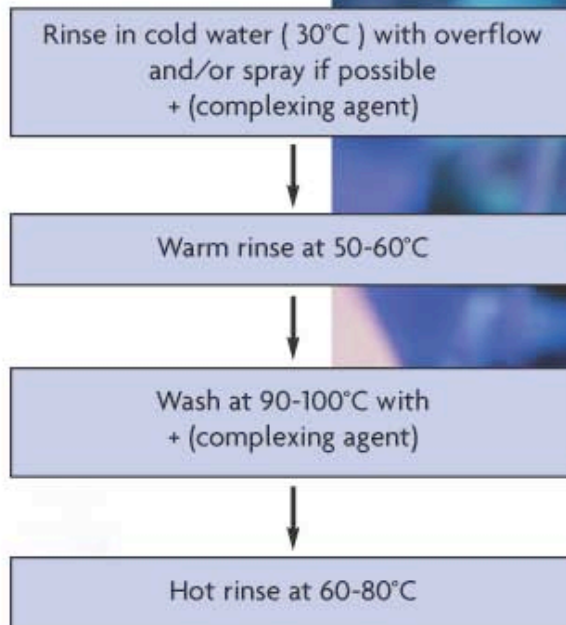 Rinse in cold water ( 30°C ) with overflow
and/or spray if possible
+ (complexing agent)
Warm rinse at 50-60°C
Wash at 90-100°C with
+ (complexing agent)
Hot rinse at 60-80°C